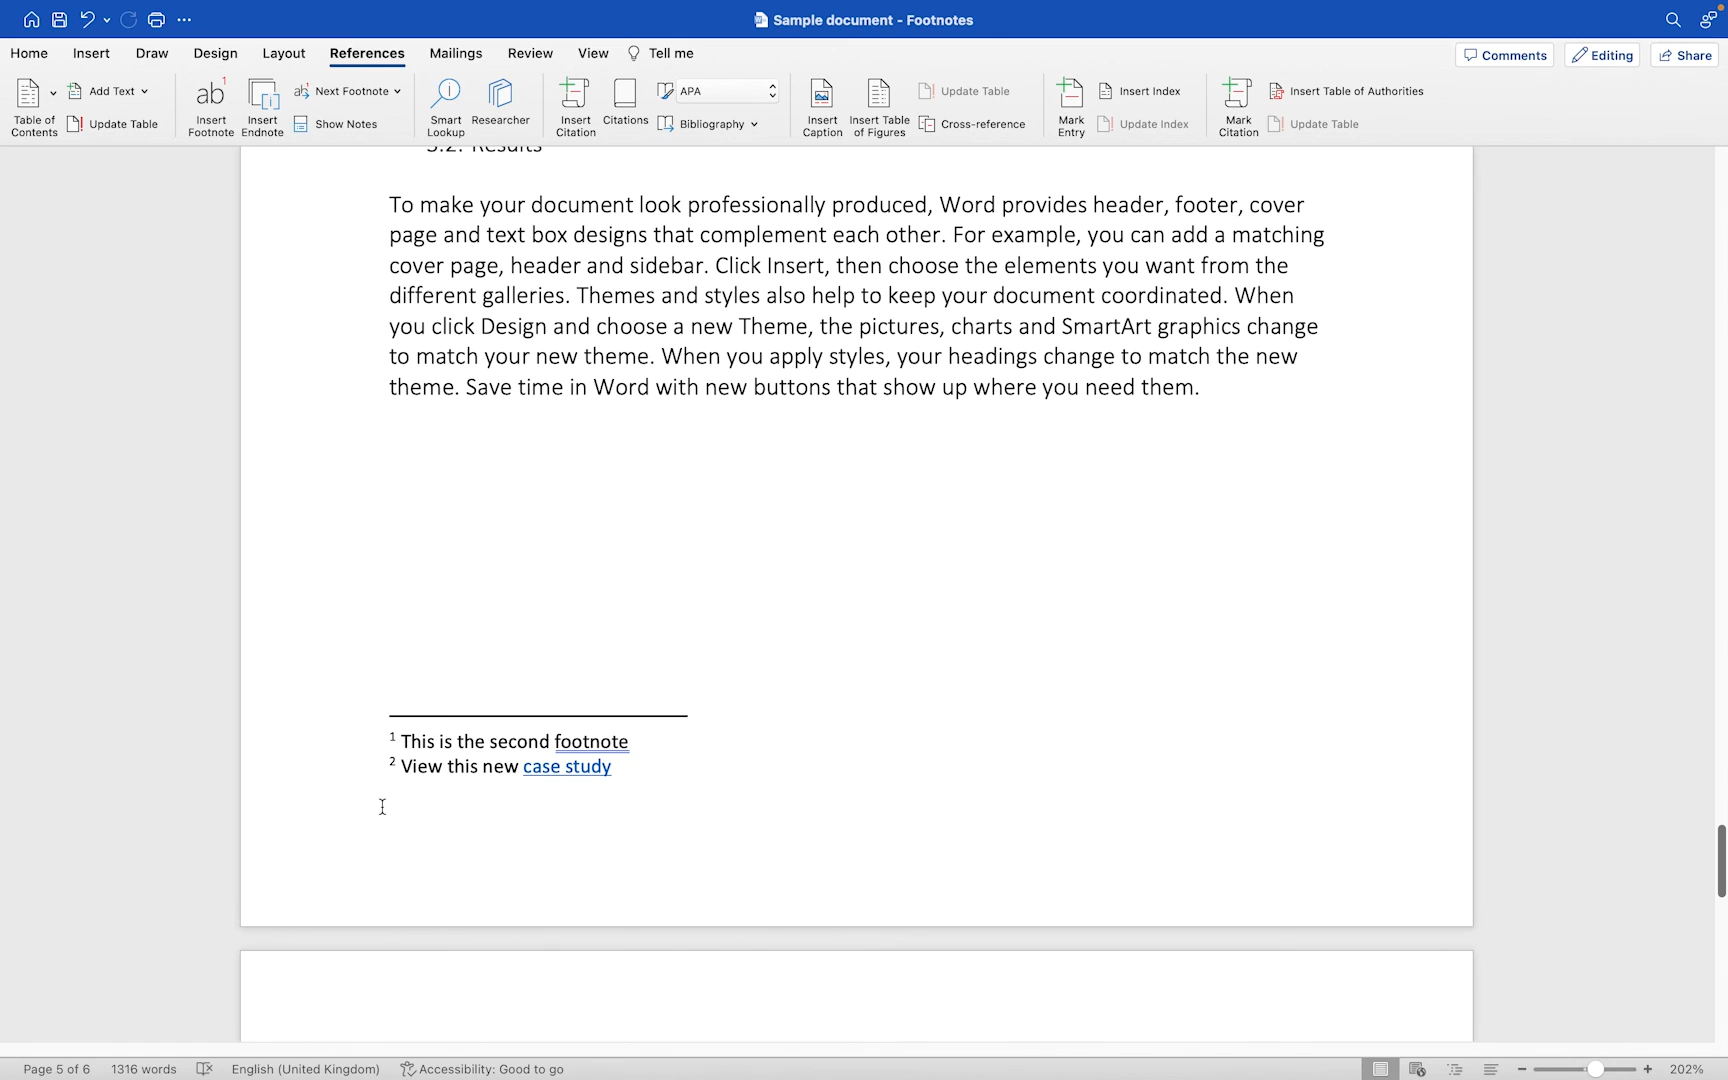 Sample document - Footnotes
Home Insert Draw Design Layout References Mailings Review View Tell me
Comments Editing Share
Table of Contents
Add Text
Update Table
ab1
Insert Footnote
Insert Endnote
Next Footnote
Show Notes
Smart Lookup
Researcher
Insert Citation
Citations
APA
Bibliography
Insert Caption
Insert Table of Figures
Update Table
Cross-reference
Mark Entry
Insert Index
Update Index
Mark Citation
Insert Table of Authorities
Update Table
3.2. Results
To make your document look professionally produced, Word provides header, footer, cover
page and text box designs that complement each other. For example, you can add a matching
cover page, header and sidebar. Click Insert, then choose the elements you want from the
different galleries. Themes and styles also help to keep your document coordinated. When
you click Design and choose a new Theme, the pictures, charts and SmartArt graphics change
to match your new theme. When you apply styles, your headings change to match the new
theme. Save time in Word with new buttons that show up where you need them.
1 This is the second footnote
2 View this new case study
Page 5 of 6 1316 words English (United Kingdom) Accessibility: Good to go 202%